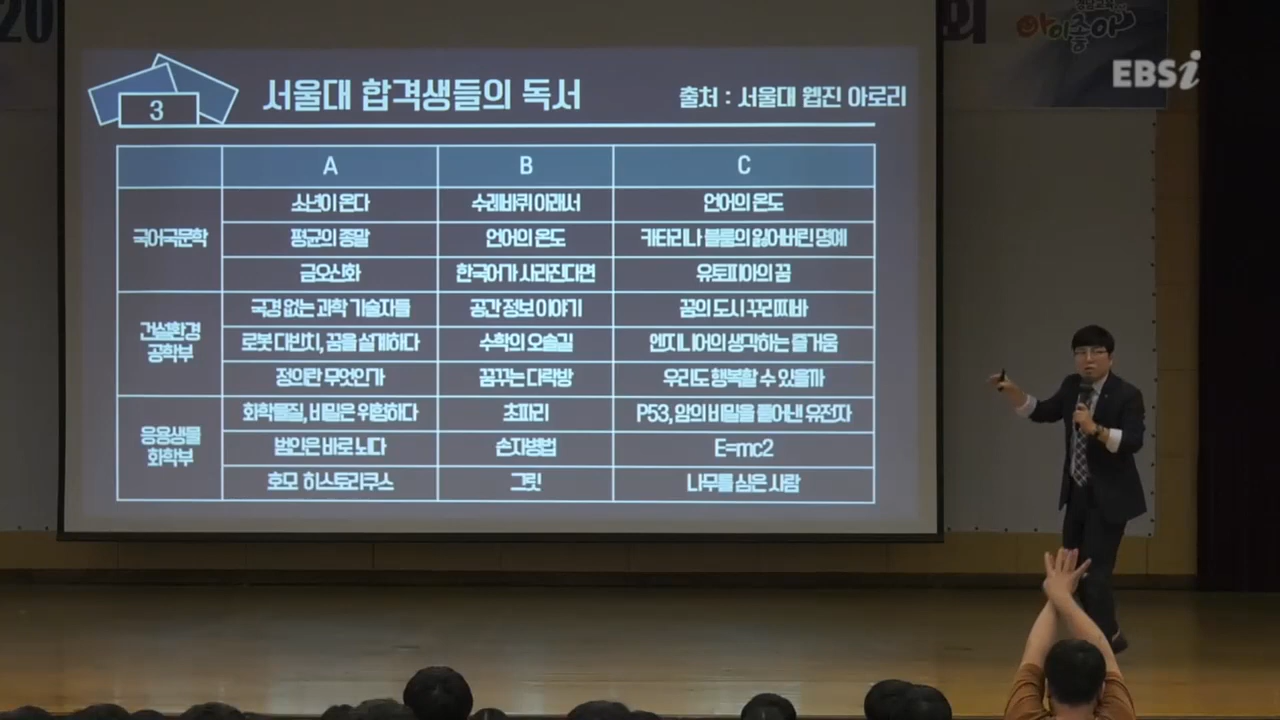 20
회
아이좋아
EBSi
3
서울대 합격생들의 독서
출처 : 서울대 웹진 아로리
A B C
국어국문학
소년이 온다 수레바퀴 아래서 언어의 온도
평균의 종말 언어의 온도 카타리나 블룸의 잃어버린 명예
금오신화 한국어가 사라진다면 유토피아의 꿈
건설환경
공학부
국경 없는 과학 기술자들 공간 정보 이야기 꿈의 도시 꾸리찌바
로봇 다빈치, 꿈을 설계하다 수학의 오솔길 엔지니어의 생각하는 즐거움
정의란 무엇인가 꿈꾸는 다락방 우리도 행복할 수 있을까
응용생물
화학부
화학물질, 비밀은 위험하다 초파리 P53, 암의 비밀을 풀어낸 유전자
범인은 바로 뇌다 손자병법 E=mc2
호모 히스토리쿠스 그릿 나무를 심은 사람